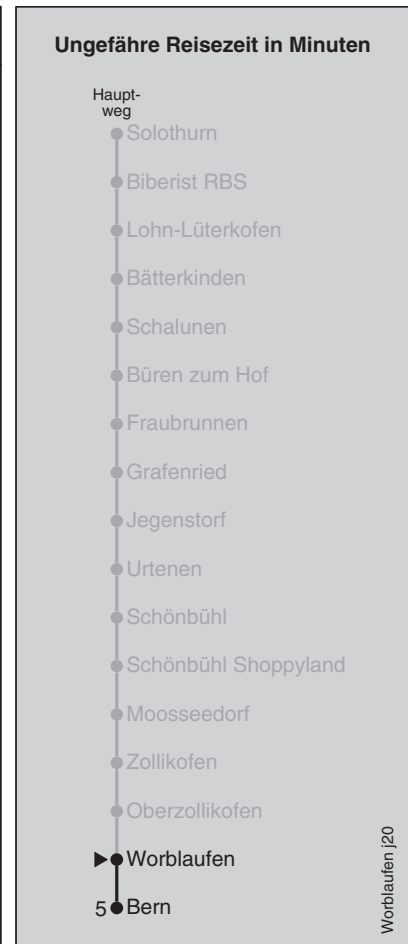 Ungefähre Reisezeit in Minuten
Haupt-
weg
Solothurn
Biberist RBS
Lohn-Lüterkofen
Bätterkinden
Schalunen
Büren zum Hof
Fraubrunnen
Grafenried
Jegenstorf
Urtenen
Schönbühl
Schönbühl Shoppyland
Moosseedorf
Zollikofen
Oberzollikofen
Worblaufen
5 Bern
Worblaufen j20